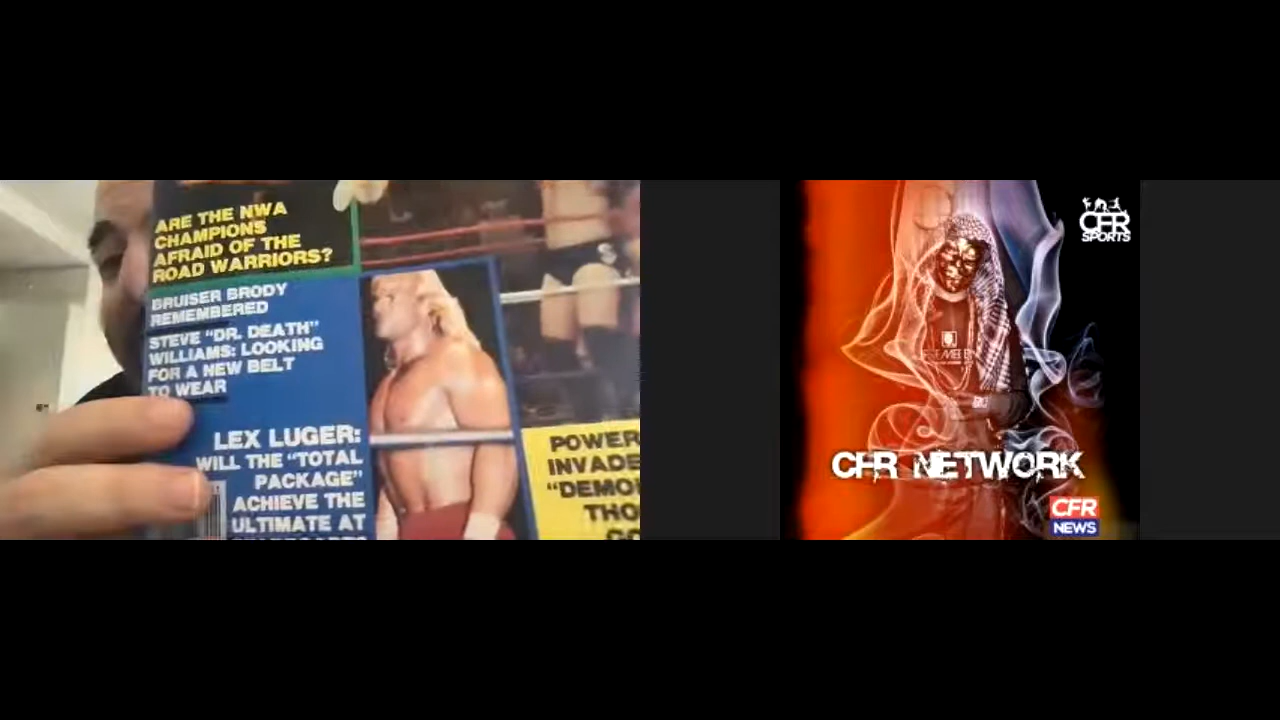 ARE THE NWA
CHAMPIONS
AFRAID OF THE
ROAD WARRIORS?
BRUISER BRODY
REMEMBERED
STEVE "DR. DEATH"
WILLIAMS: LOOKING
FOR A NEW BELT
TO WEAR
LEX LUGER:
WILL THE "TOTAL
PACKAGE"
ACHIEVE THE
ULTIMATE AT
POWER
INVADE
"DEMO
THO
CFR
SPORTS
CFR NETWORK
CFR
NEWS